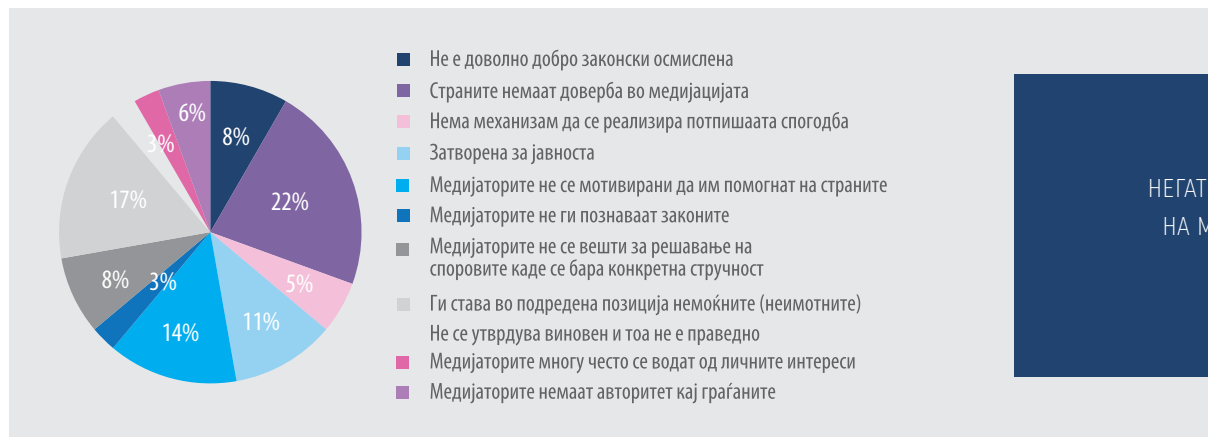 6%
8%
3%
17%
22%
8%
3%
5%
14%
11%
Не е доволно добро законски осмислена
Страните немаат доверба во медијацијата
Нема механизам да се реализира потпишаата спогодба
Затворена за јавноста
Медијаторите не се мотивирани да им помогнат на страните
Медијаторите не ги познаваат законите
Медијаторите не се вешти за решавање на
споровите каде се бара конкретна стручност
Ги става во подредена позиција немоќните (неимотните)
Не се утврдува виновен и тоа не е праведно
Медијаторите многу често се водат од личните интереси
Медијаторите немаат авторитет кај граѓаните
НЕГАТ
НА М